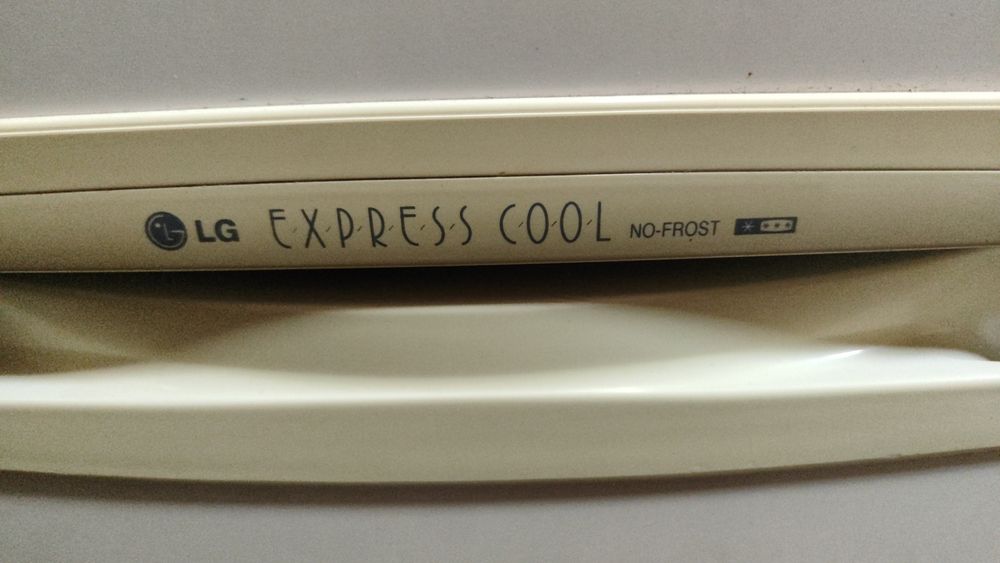 LG EXPRESS COOL NO-FROST